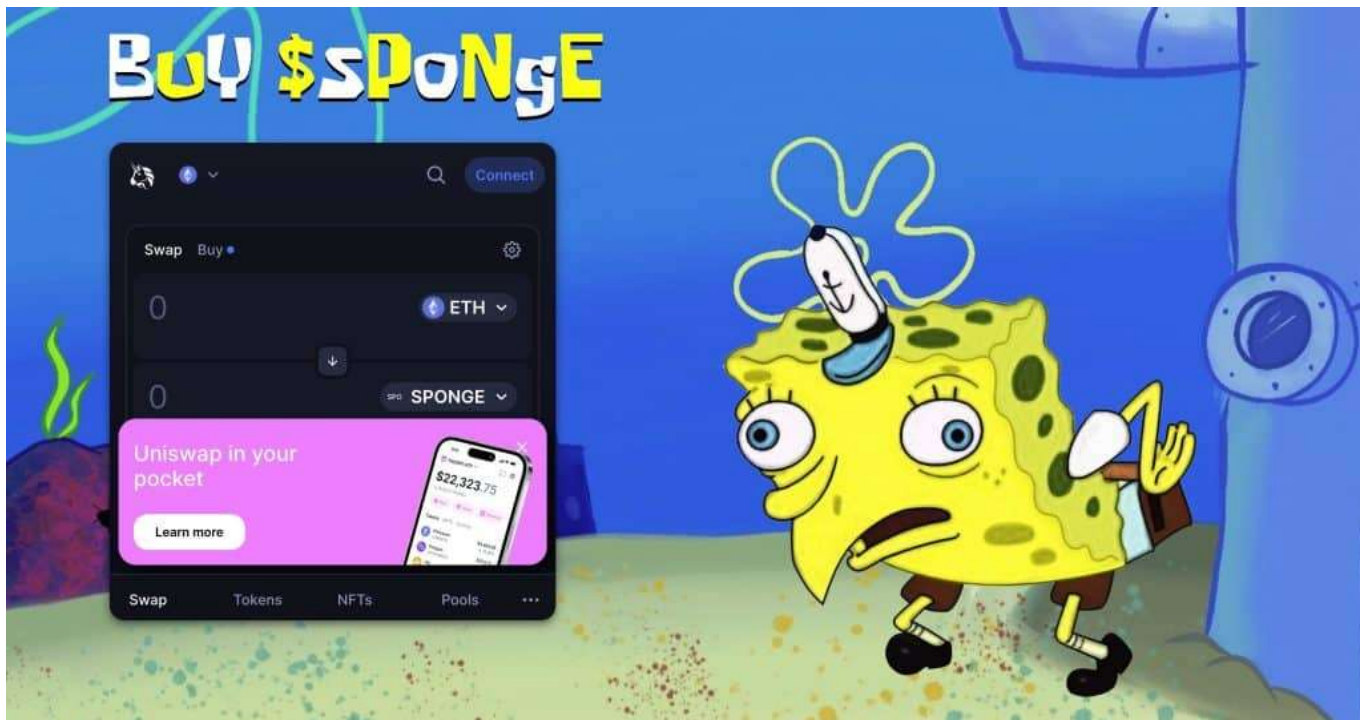 BUY $SPoNgE
Connect
Swap Buy
0 ETH
0 SPO SPONGE
Uniswap in your
pocket
$22,323.75
Learn more
Swap Tokens NFTs Pools ...